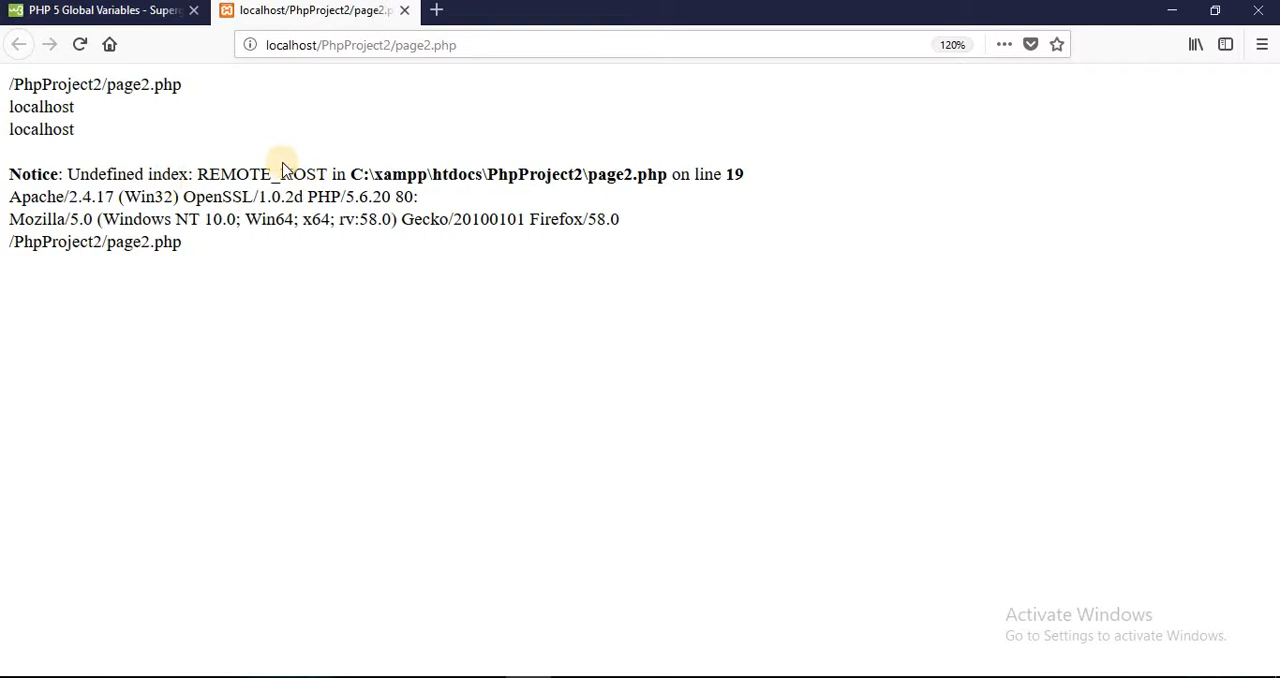 PHP 5 Global Variables - Superg
localhost/PhpProject2/page2.p
localhost/PhpProject2/page2.php
120%
/PhpProject2/page2.php
localhost
localhost
Notice: Undefined index: REMOTE_HOST in C:\xampp\htdocs\PhpProject2\page2.php on line 19
Apache/2.4.17 (Win32) OpenSSL/1.0.2d PHP/5.6.20 80:
Mozilla/5.0 (Windows NT 10.0; Win64; x64; rv:58.0) Gecko/20100101 Firefox/58.0
/PhpProject2/page2.php
Activate Windows
Go to Settings to activate Windows.